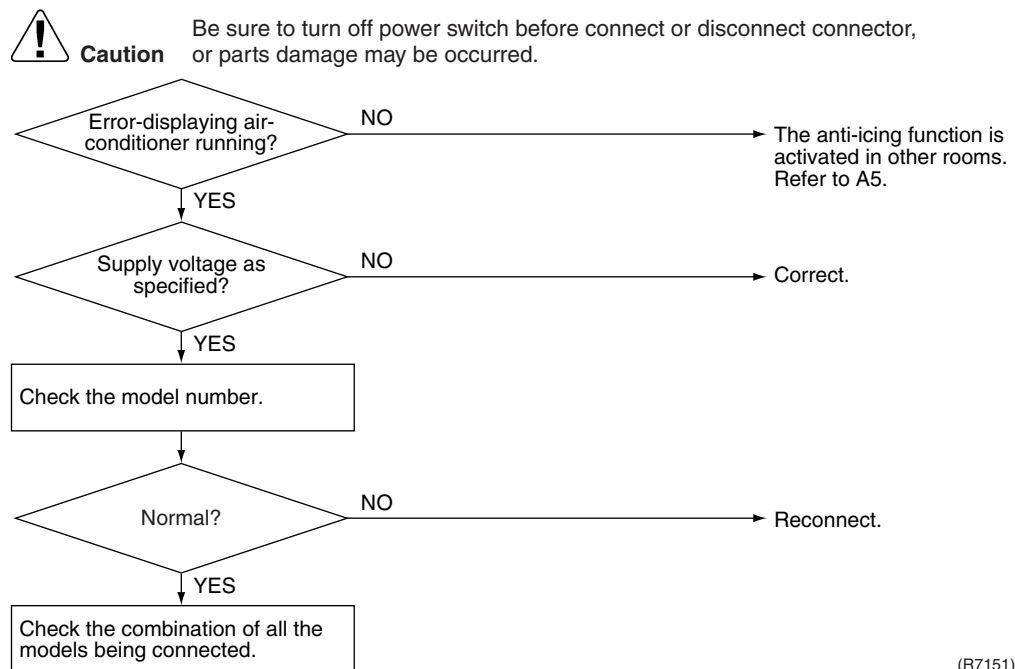 Be sure to turn off power switch before connect or disconnect connector,
Caution or parts damage may be occurred.
Error-displaying air-
conditioner running?
NO
The anti-icing function is
activated in other rooms.
Refer to A5.
YES
Supply voltage as
specified?
NO
Correct.
YES
Check the model number.
Normal?
NO
Reconnect.
YES
Check the combination of all the
models being connected.
(R7151)